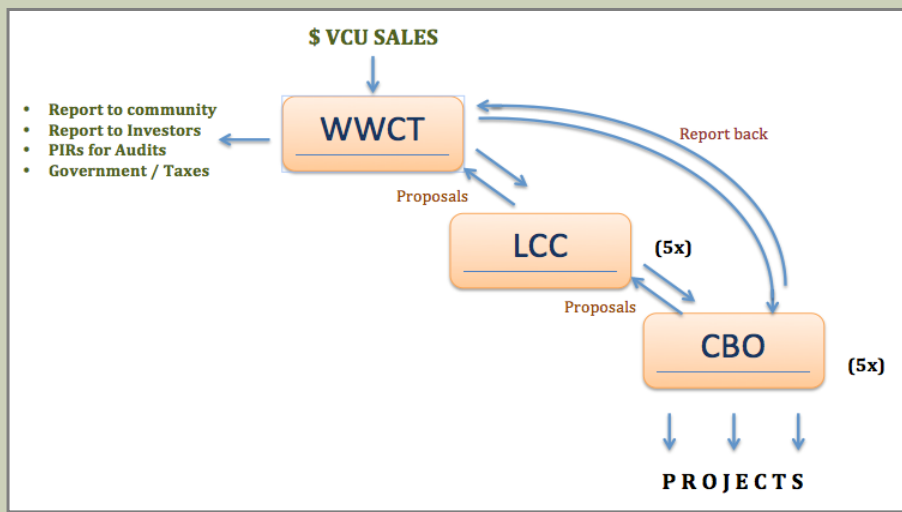 $ VCU SALES
• Report to community
• Report to Investors
• PIRs for Audits
• Government / Taxes
WWCT
Report back
Proposals
LCC
(5x)
Proposals
CBO
(5x)
PROJECTS